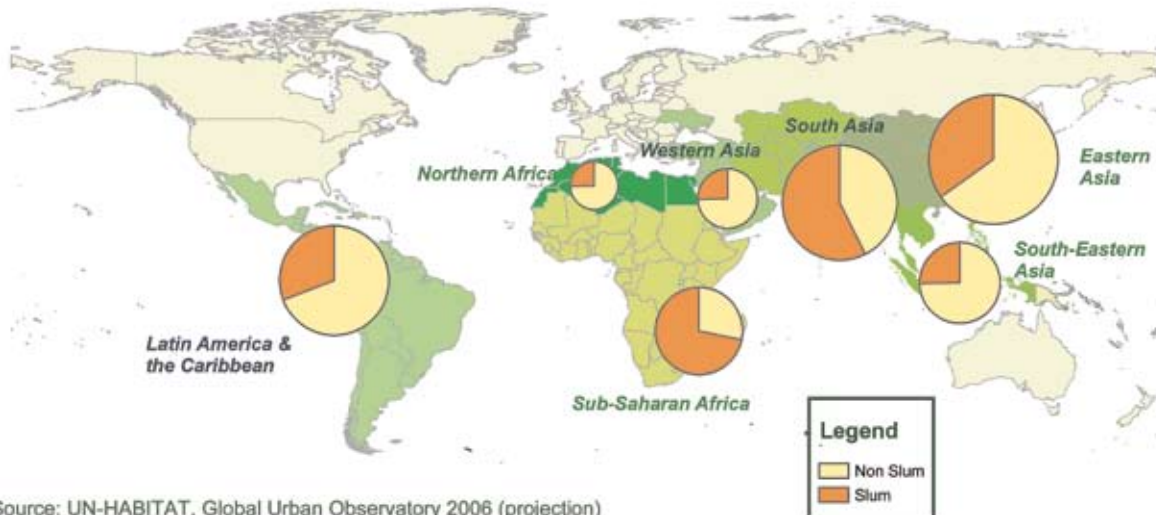 South Asia
Western Asia
Northern Africa
Eastern
Asia
South-Eastern
Asia
Latin America &
the Caribbean
Sub-Saharan Africa
Legend
Non Slum
Slum
Source: UN-HABITAT, Global Urban Observatory 2006 (projection)